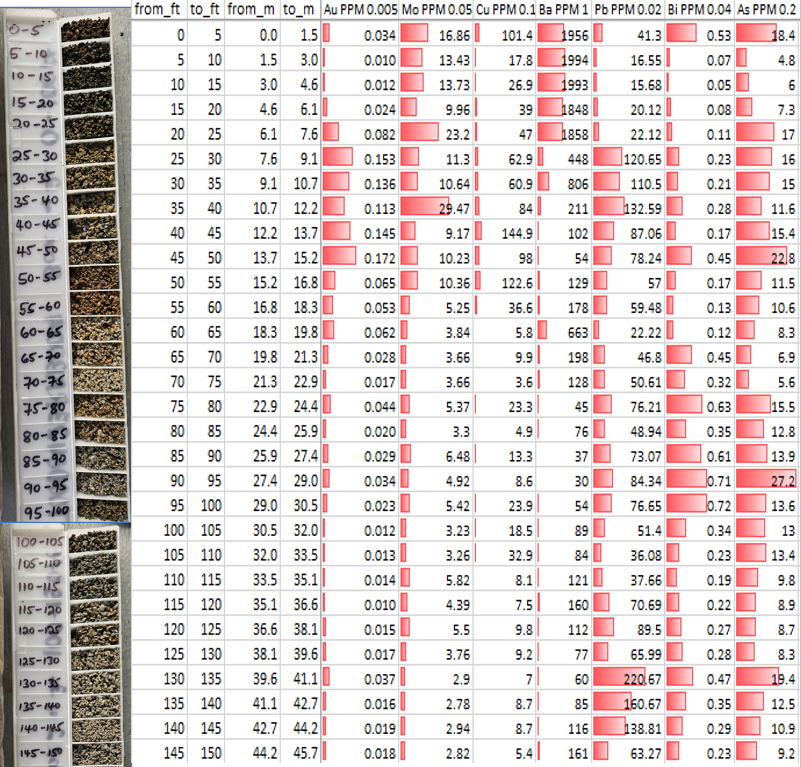 from_ft to_ft from_m to_m Au PPM 0.005 Mo PPM 0.05 Cu PPM 0.1 Ba PPM 1 Pb PPM 0.02 Bi PPM 0.04 As PPM 0.2
0-5 0 5 0.0 1.5 0.034 16.86 101.4 1956 41.3 0.53 18.4
5-10 5 10 1.5 3.0 0.010 13.43 17.8 1994 16.55 0.07 4.8
10-15 10 15 3.0 4.6 0.012 13.73 26.9 1993 15.68 0.05 6
15-20 15 20 4.6 6.1 0.024 9.96 39 1848 20.12 0.08 7.3
20-25 20 25 6.1 7.6 0.082 23.2 47 1858 22.12 0.11 17
25-30 25 30 7.6 9.1 0.153 11.3 62.9 448 120.65 0.23 16
30-35 30 35 9.1 10.7 0.136 10.64 60.9 806 110.5 0.21 15
35-40 35 40 10.7 12.2 0.113 29.47 84 211 132.59 0.28 11.6
40-45 40 45 12.2 13.7 0.145 9.17 144.9 102 87.06 0.17 15.4
45-50 45 50 13.7 15.2 0.172 10.23 98 54 78.24 0.45 22.8
50-55 50 55 15.2 16.8 0.065 10.36 122.6 129 57 0.17 11.5
55-60 55 60 16.8 18.3 0.053 5.25 36.6 178 59.48 0.13 10.6
60-65 60 65 18.3 19.8 0.062 3.84 5.8 663 22.22 0.12 8.3
65-70 65 70 19.8 21.3 0.028 3.66 9.9 198 46.8 0.45 6.9
70-75 70 75 21.3 22.9 0.017 3.66 3.6 128 50.61 0.32 5.6
75-80 75 80 22.9 24.4 0.044 5.37 23.3 45 76.21 0.63 15.5
80-85 80 85 24.4 25.9 0.020 3.3 4.9 76 48.94 0.35 12.8
85-90 85 90 25.9 27.4 0.029 6.48 13.3 37 73.07 0.61 13.9
90-95 90 95 27.4 29.0 0.034 4.92 8.6 30 84.34 0.71 27.2
95-100 95 100 29.0 30.5 0.023 5.42 23.9 54 76.65 0.72 13.6
100-105 100 105 30.5 32.0 0.012 3.23 18.5 89 51.4 0.34 13
105-110 105 110 32.0 33.5 0.013 3.26 32.9 84 36.08 0.23 13.4
110-115 110 115 33.5 35.1 0.014 5.82 8.1 121 37.66 0.19 9.8
115-120 115 120 35.1 36.6 0.010 4.39 7.5 160 70.69 0.22 8.9
120-125 120 125 36.6 38.1 0.015 5.5 9.8 112 89.5 0.27 8.7
125-130 125 130 38.1 39.6 0.017 3.76 9.2 77 65.99 0.28 8.3
130-135 130 135 39.6 41.1 0.037 2.9 7 60 220.67 0.47 19.4
135-140 135 140 41.1 42.7 0.016 2.78 8.7 85 160.67 0.35 12.5
140-145 140 145 42.7 44.2 0.019 2.94 8.7 116 138.81 0.29 10.9
145-150 145 150 44.2 45.7 0.018 2.82 5.4 161 63.27 0.23 9.2